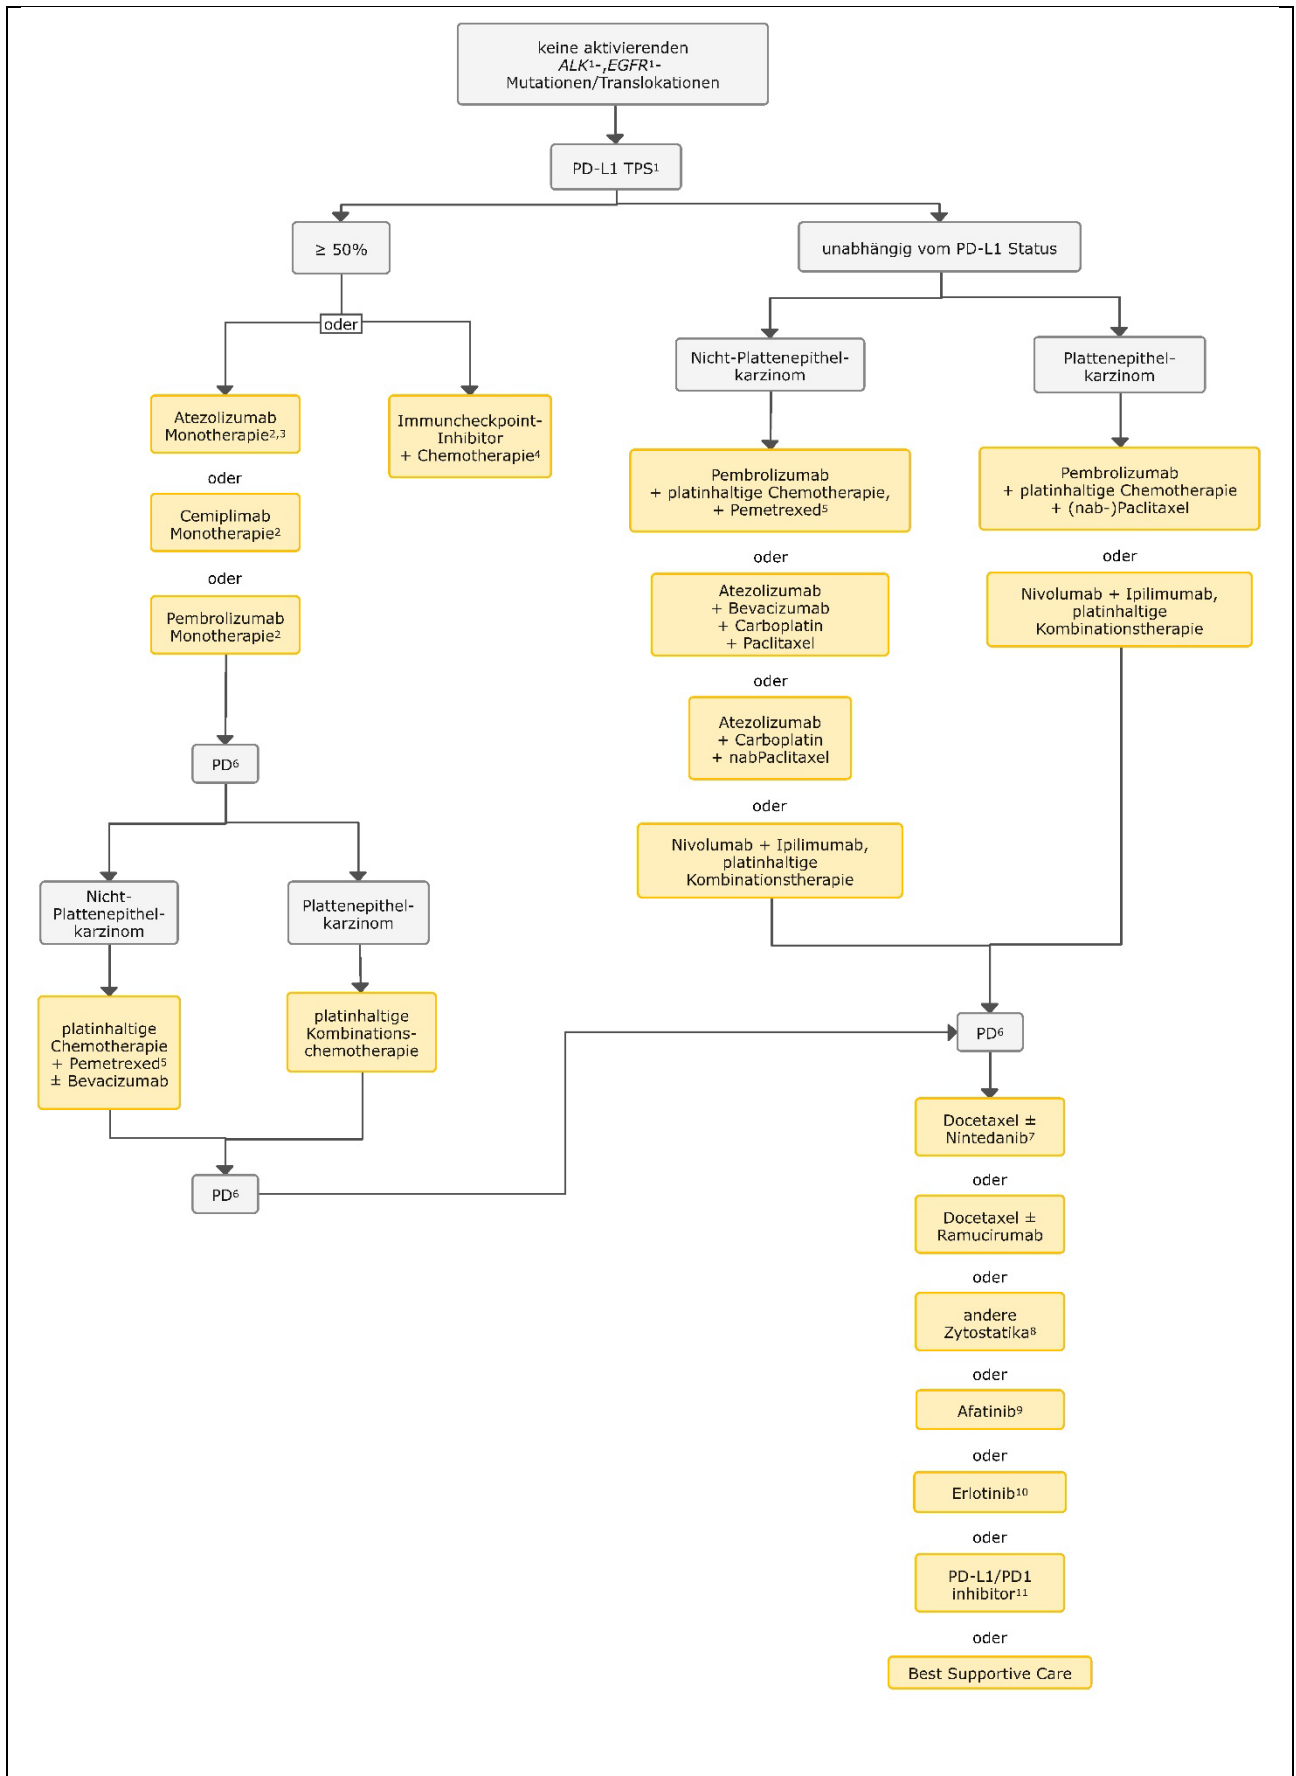 keine aktivierenden
ALK¹-,EGFR¹-
Mutationen/Translokationen
PD-L1 TPS¹
≥ 50%
unabhängig vom PD-L1 Status
oder
Nicht-Plattenepithel-
karzinom
Plattenepithel-
karzinom
Atezolizumab
Monotherapie²,³
oder
Cemiplimab
Monotherapie²
oder
Pembrolizumab
Monotherapie²
Immuncheckpoint-
Inhibitor
+ Chemotherapie⁴
Pembrolizumab
+ platinhaltige Chemotherapie,
+ Pemetrexed⁵
oder
Atezolizumab
+ Bevacizumab
+ Carboplatin
+ Paclitaxel
oder
Atezolizumab
+ Carboplatin
+ nabPaclitaxel
oder
Nivolumab + Ipilimumab,
platinhaltige
Kombinationstherapie
Pembrolizumab
+ platinhaltige Chemotherapie
+ (nab-)Paclitaxel
oder
Nivolumab + Ipilimumab,
platinhaltige
Kombinationstherapie
PD⁶
Nicht-
Plattenepithel-
karzinom
Plattenepithel-
karzinom
platinhaltige
Chemotherapie
+ Pemetrexed⁵
± Bevacizumab
platinhaltige
Kombinations-
chemotherapie
PD⁶
PD⁶
Docetaxel ±
Nintedanib⁷
oder
Docetaxel ±
Ramucirumab
oder
andere
Zytostatika⁸
oder
Afatinib⁹
oder
Erlotinib¹⁰
oder
PD-L1/PD1
inhibitor¹¹
oder
Best Supportive Care